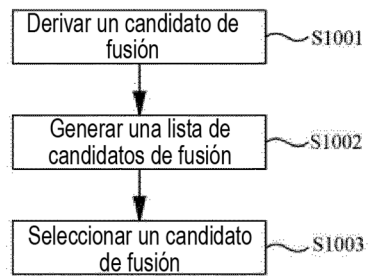 Derivar un candidato de
fusión
S1001
Generar una lista de
candidatos de fusión
S1002
Seleccionar un candidato
de fusión
S1003